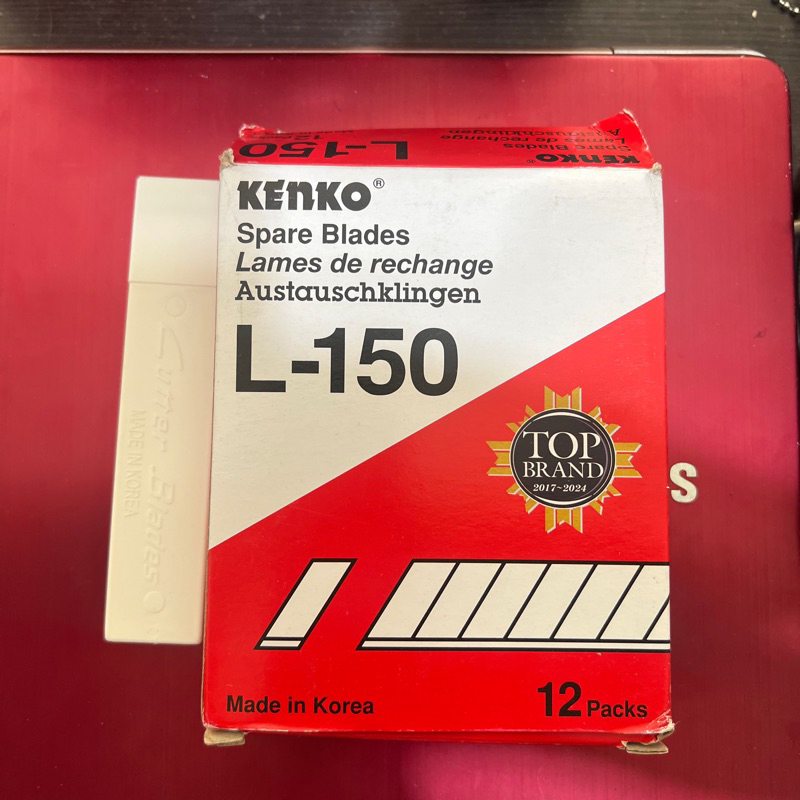 L-150
Spare Blades
Lames de rechange
Austauschklingen
KENKO®
KENKO®
Spare Blades
Lames de rechange
Austauschklingen
L-150
TOP
BRAND
2017~2024
Made in Korea
12 Packs
Cutter Blades
MADE IN KOREA
S